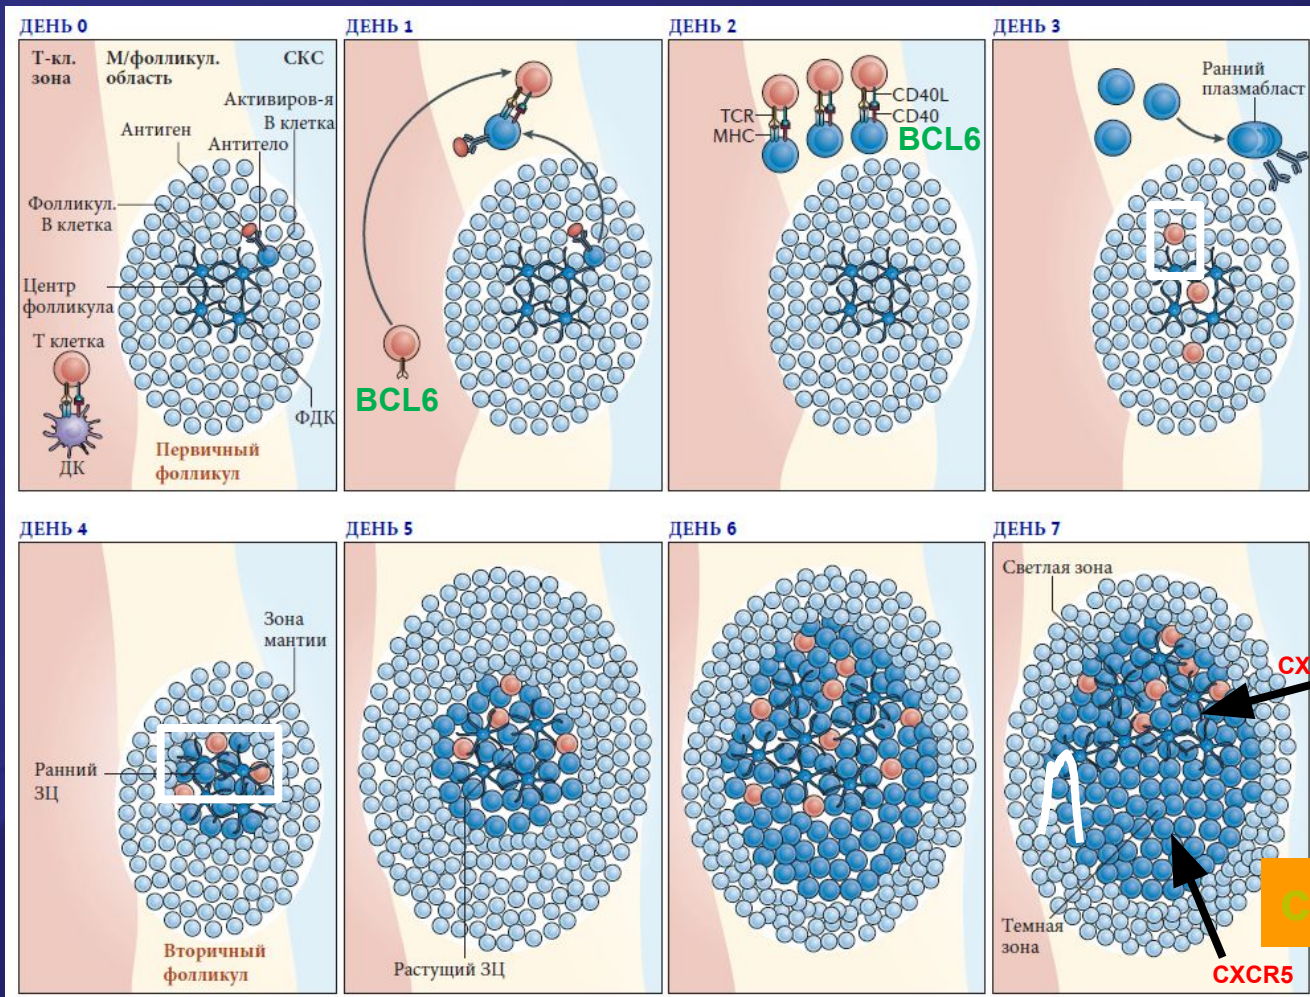 ДЕНЬ 0
Т-кл.
зона
М/фолликул.
область
СКС
Активиров-я
В клетка
Антиген
Антитело
Фолликул.
В клетка
Центр
фолликула
Т клетка
ДК
ФДК
Первичный
фолликул
ДЕНЬ 1
BCL6
ДЕНЬ 2
TCR
MHC
CD40L
CD40
BCL6
ДЕНЬ 3
Ранний
плазмабласт
ДЕНЬ 4
Зона
мантии
Ранний
ЗЦ
Вторичный
фолликул
ДЕНЬ 5
Растущий ЗЦ
ДЕНЬ 6
ДЕНЬ 7
Светлая зона
CX
Темная
зона
C
CXCR5